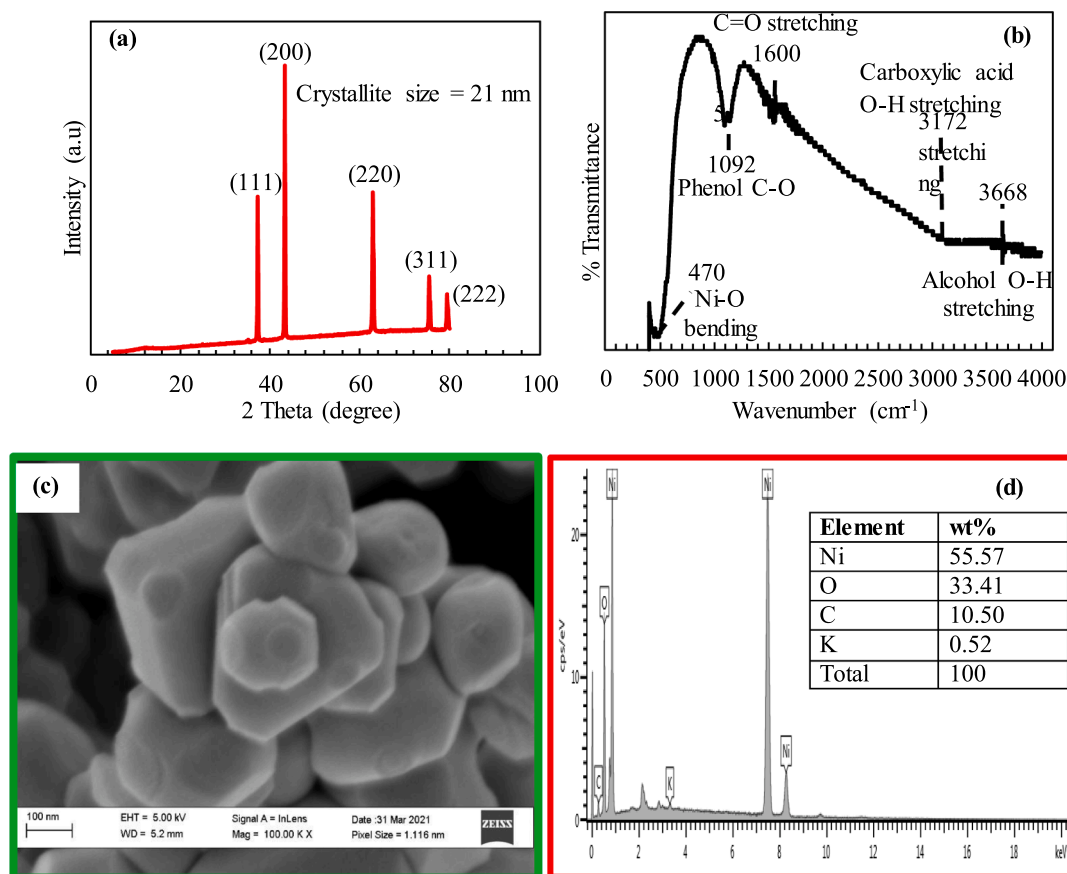 (a)
(200)
Crystallite size = 21 nm
(111)
(220)
(311)
(222)
Intensity (a.u)
0 20 40 60 80 100
2 Theta (degree)
C=O stretching
(b)
1600
Carboxylic acid
O-H stretching
3172
stretchi
ng
5
1092
Phenol C-O
3668
470
`Ni-O
bending
Alcohol O-H
stretching
% Transmittance
0 500 1000 1500 2000 2500 3000 3500 4000
Wavenumber (cm-1)
(c)
100 nm
EHT = 5.00 kV
Signal A = InLens
Date :31 Mar 2021
WD = 5.2 mm
Mag = 100.00 K X
Pixel Size = 1.116 nm
ZEISS
(d)
Ni
Ni
O
C
K
Ni
Element wt%
Ni 55.57
O 33.41
C 10.50
K 0.52
Total 100
cps/eV
20
10
0
0 2 4 6 8 10 12 14 16 18 keV